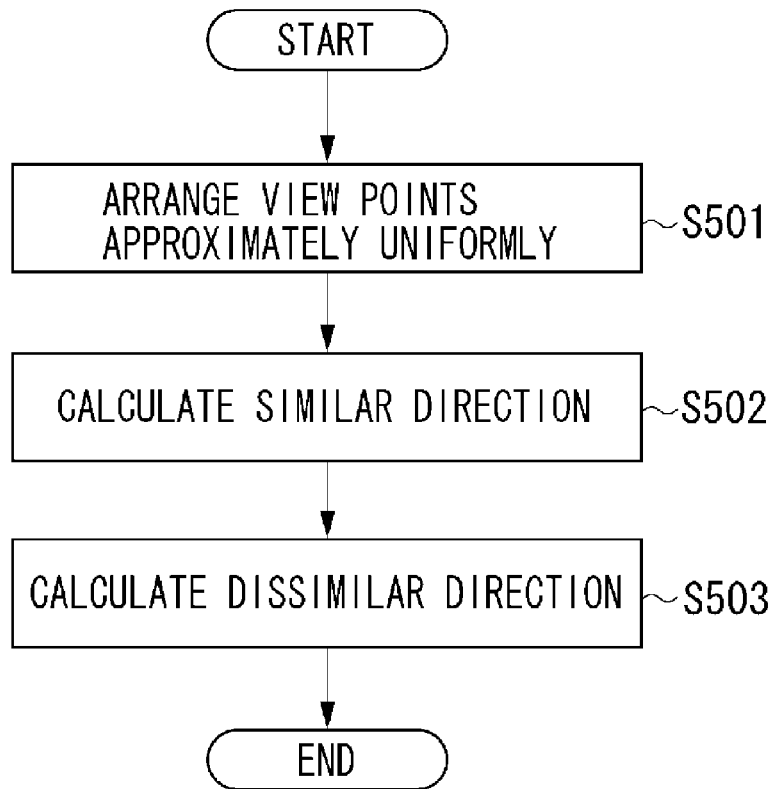 START
ARRANGE VIEW POINTS
APPROXIMATELY UNIFORMLY
S501
CALCULATE SIMILAR DIRECTION
S502
CALCULATE DISSIMILAR DIRECTION
S503
END